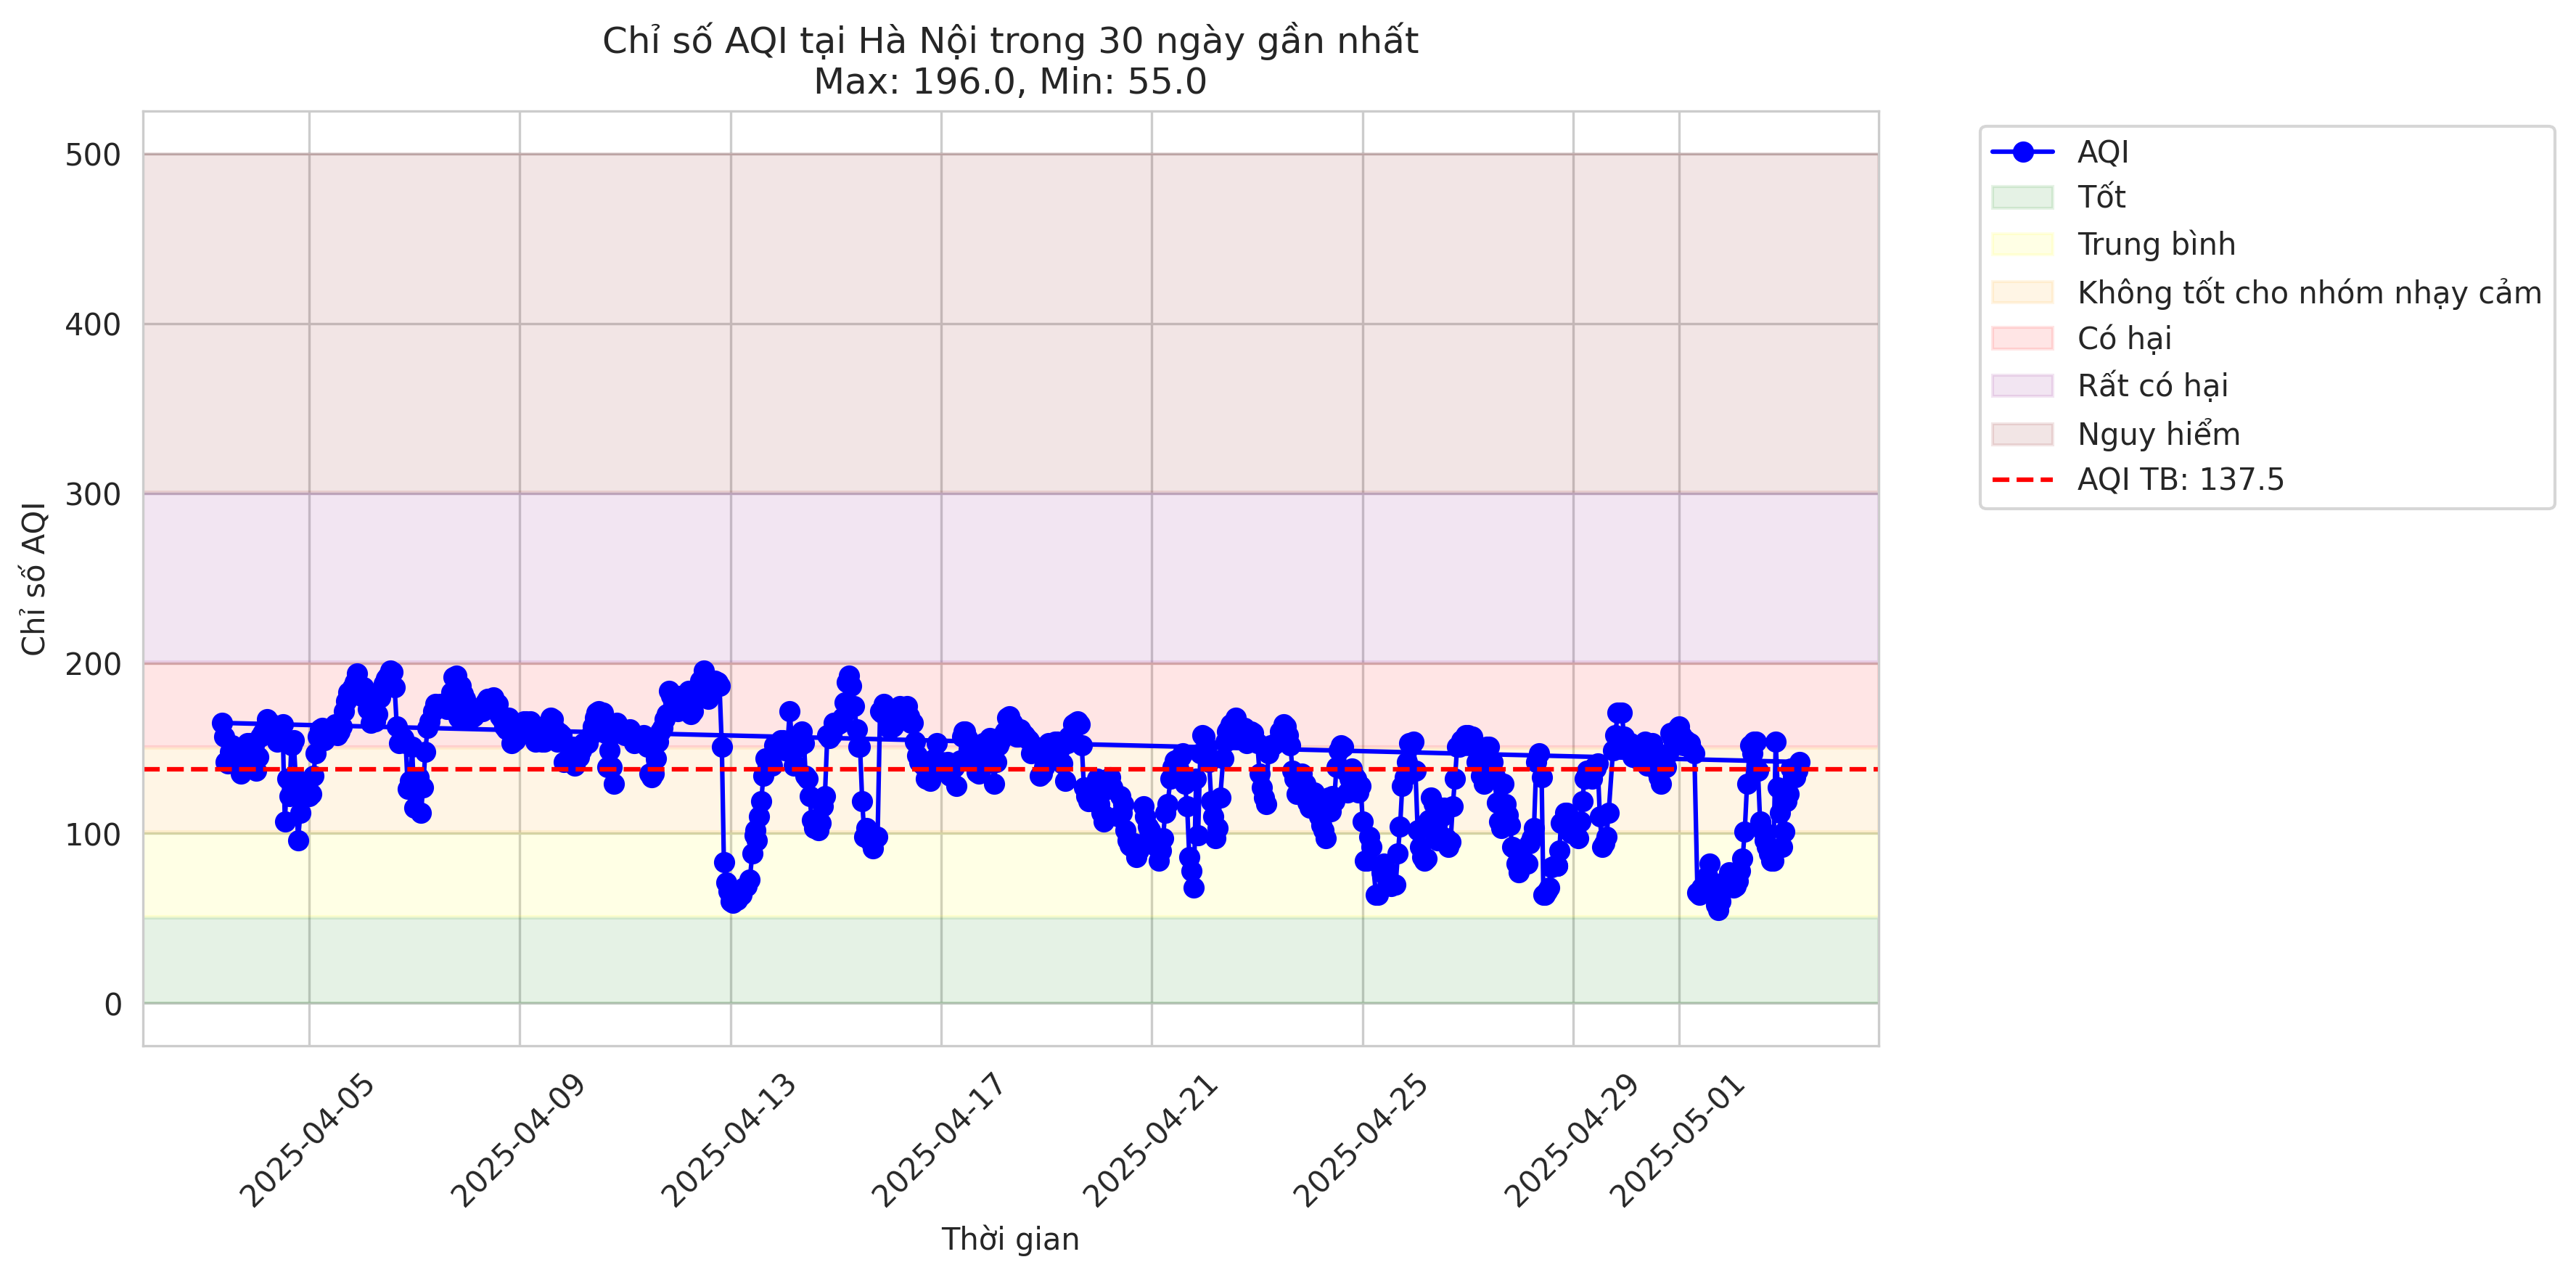 Chỉ số AQI tại Hà Nội trong 30 ngày gần nhất
Max: 196.0, Min: 55.0
Chỉ số AQI
500
400
300
200
100
0
2025-04-05
2025-04-09
2025-04-13
2025-04-17
2025-04-21
2025-04-25
2025-04-29
2025-05-01
Thời gian
AQI
Tốt
Trung bình
Không tốt cho nhóm nhạy cảm
Có hại
Rất có hại
Nguy hiểm
AQI TB: 137.5